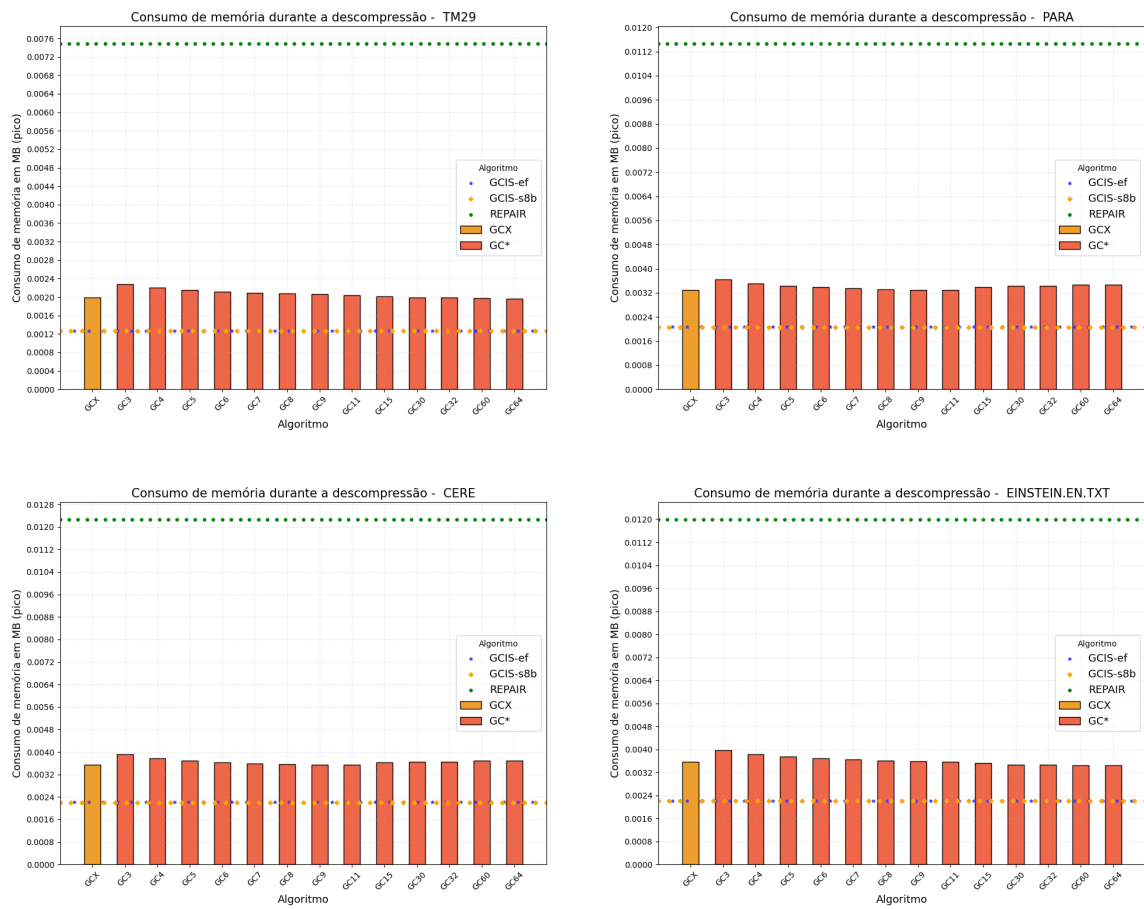 Consumo de memória durante a descompressão - TM29
Consumo de memória em MB (pico)
0.0076
0.0072
0.0068
0.0064
0.0060
0.0056
0.0052
0.0048
0.0044
0.0040
0.0036
0.0032
0.0028
0.0024
0.0020
0.0016
0.0012
0.0008
0.0004
0.0000
Algoritmo
GCIS-ef
GCIS-s8b
REPAIR
GCX
GC*
GCX GC3 GC4 GC5 GC6 GC7 GC8 GC9 GC11 GC15 GC30 GC32 GC60 GC64
Algoritmo
Consumo de memória durante a descompressão - PARA
Consumo de memória em MB (pico)
0.0120
0.0112
0.0104
0.0096
0.0088
0.0080
0.0072
0.0064
0.0056
0.0048
0.0040
0.0032
0.0024
0.0016
0.0008
0.0000
Algoritmo
GCIS-ef
GCIS-s8b
REPAIR
GCX
GC*
GCX GC3 GC4 GC5 GC6 GC7 GC8 GC9 GC11 GC15 GC30 GC32 GC60 GC64
Algoritmo
Consumo de memória durante a descompressão - CERE
Consumo de memória em MB (pico)
0.0128
0.0120
0.0112
0.0104
0.0096
0.0088
0.0080
0.0072
0.0064
0.0056
0.0048
0.0040
0.0032
0.0024
0.0016
0.0008
0.0000
Algoritmo
GCIS-ef
GCIS-s8b
REPAIR
GCX
GC*
GCX GC3 GC4 GC5 GC6 GC7 GC8 GC9 GC11 GC15 GC30 GC32 GC60 GC64
Algoritmo
Consumo de memória durante a descompressão - EINSTEIN.EN.TXT
Consumo de memória em MB (pico)
0.0120
0.0112
0.0104
0.0096
0.0088
0.0080
0.0072
0.0064
0.0056
0.0048
0.0040
0.0032
0.0024
0.0016
0.0008
0.0000
Algoritmo
GCIS-ef
GCIS-s8b
REPAIR
GCX
GC*
GCX GC3 GC4 GC5 GC6 GC7 GC8 GC9 GC11 GC15 GC30 GC32 GC60 GC64
Algoritmo